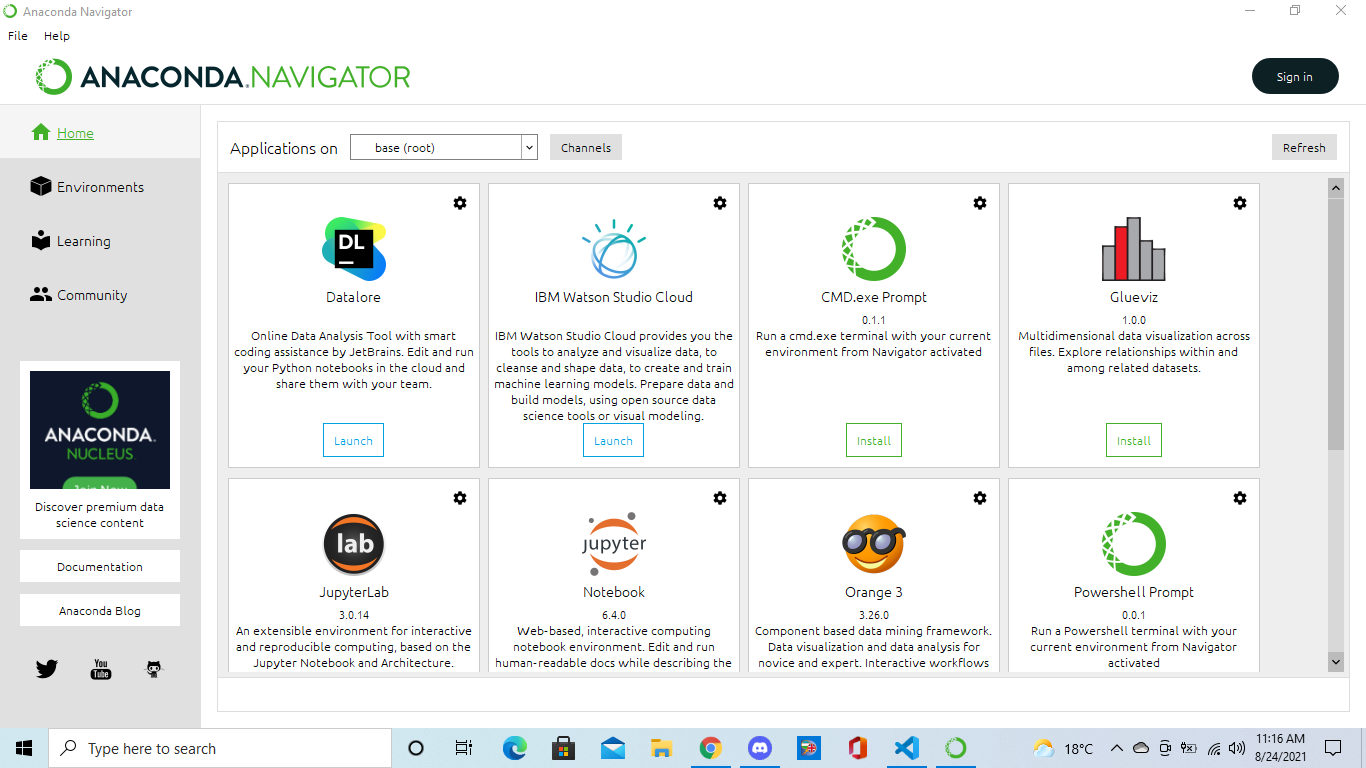 Anaconda Navigator
File Help
ANACONDA.NAVIGATOR
Sign in
Home
Environments
Learning
Community
ANACONDA.
NUCLEUS
Join Now
Discover premium data
science content
Documentation
Anaconda Blog
You
Tube
Applications on
base (root)
Channels
Refresh
DL
Datalore
Online Data Analysis Tool with smart
coding assistance by JetBrains. Edit and run
your Python notebooks in the cloud and
share them with your team.
Launch
IBM Watson Studio Cloud
IBM Watson Studio Cloud provides you the
tools to analyze and visualize data, to
cleanse and shape data, to create and train
machine learning models. Prepare data and
build models, using open source data
science tools or visual modeling.
Launch
CMD.exe Prompt
0.1.1
Run a cmd.exe terminal with your current
environment from Navigator activated
Install
Glueviz
1.0.0
Multidimensional data visualization across
files. Explore relationships within and
among related datasets.
Install
lab
JupyterLab
3.0.14
An extensible environment for interactive
and reproducible computing, based on the
Jupyter Notebook and Architecture.
jupyter
Notebook
6.4.0
Web-based, interactive computing
notebook environment. Edit and run
human-readable docs while describing the
Orange 3
3.26.0
Component based data mining framework.
Data visualization and data analysis for
novice and expert. Interactive workflows
Powershell Prompt
0.0.1
Run a Powershell terminal with your
current environment from Navigator
activated
Type here to search
18°C
11:16 AM
8/24/2021